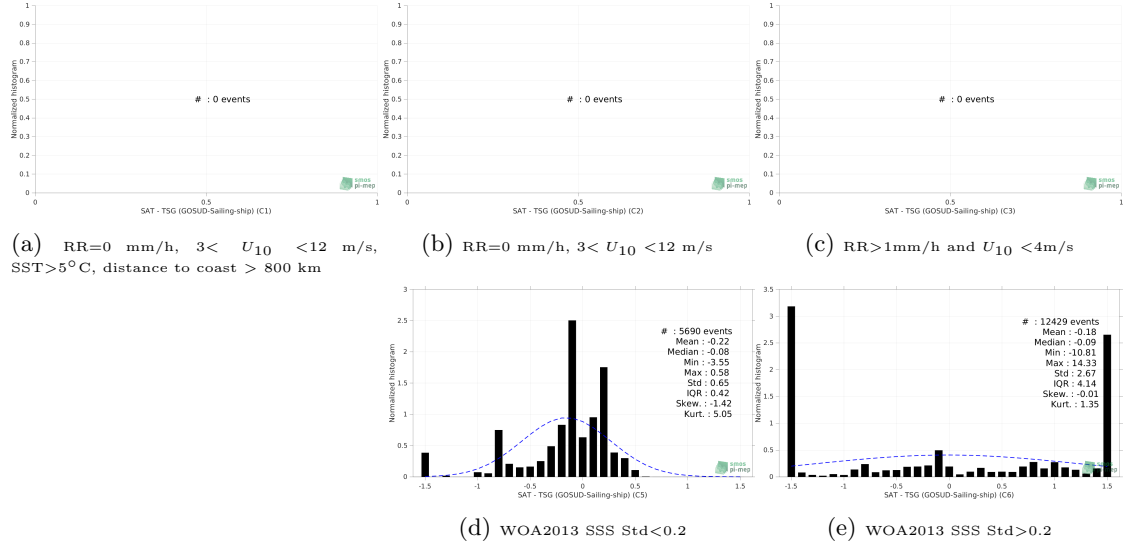 1
0.9
0.8
0.7
0.6
0.5
0.4
0.3
0.2
0.1
0
Normalized histogram
# : 0 events
0 0.5 1
SAT - TSG (GOSUD-Sailing-ship) (C1)
smos
pi-mep
(a) RR=0 mm/h, 3< U10 <12 m/s,
SST>5°C, distance to coast > 800 km
1
0.9
0.8
0.7
0.6
0.5
0.4
0.3
0.2
0.1
0
Normalized histogram
# : 0 events
0 0.5 1
SAT - TSG (GOSUD-Sailing-ship) (C2)
smos
pi-mep
(b) RR=0 mm/h, 3< U10 <12 m/s
1
0.9
0.8
0.7
0.6
0.5
0.4
0.3
0.2
0.1
0
Normalized histogram
# : 0 events
0 0.5 1
SAT - TSG (GOSUD-Sailing-ship) (C3)
smos
pi-mep
(c) RR>1mm/h and U10 <4m/s
3
2.5
2
1.5
1
0.5
0
Normalized histogram
# : 5690 events
Mean : -0.22
Median : -0.08
Min : -3.55
Max : 0.58
Std : 0.65
IQR : 0.42
Skew. : -1.42
Kurt. : 5.05
-1.5 -1 -0.5 0 0.5 1 1.5
SAT - TSG (GOSUD-Sailing-ship) (C5)
smos
pi-mep
(d) WOA2013 SSS Std<0.2
3.5
3
2.5
2
1.5
1
0.5
0
Normalized histogram
# : 12429 events
Mean : -0.18
Median : -0.09
Min : -10.81
Max : 14.33
Std : 2.67
IQR : 4.14
Skew. : -0.01
Kurt. : 1.35
-1.5 -1 -0.5 0 0.5 1 1.5
SAT - TSG (GOSUD-Sailing-ship) (C6)
smos
pi-mep
(e) WOA2013 SSS Std>0.2